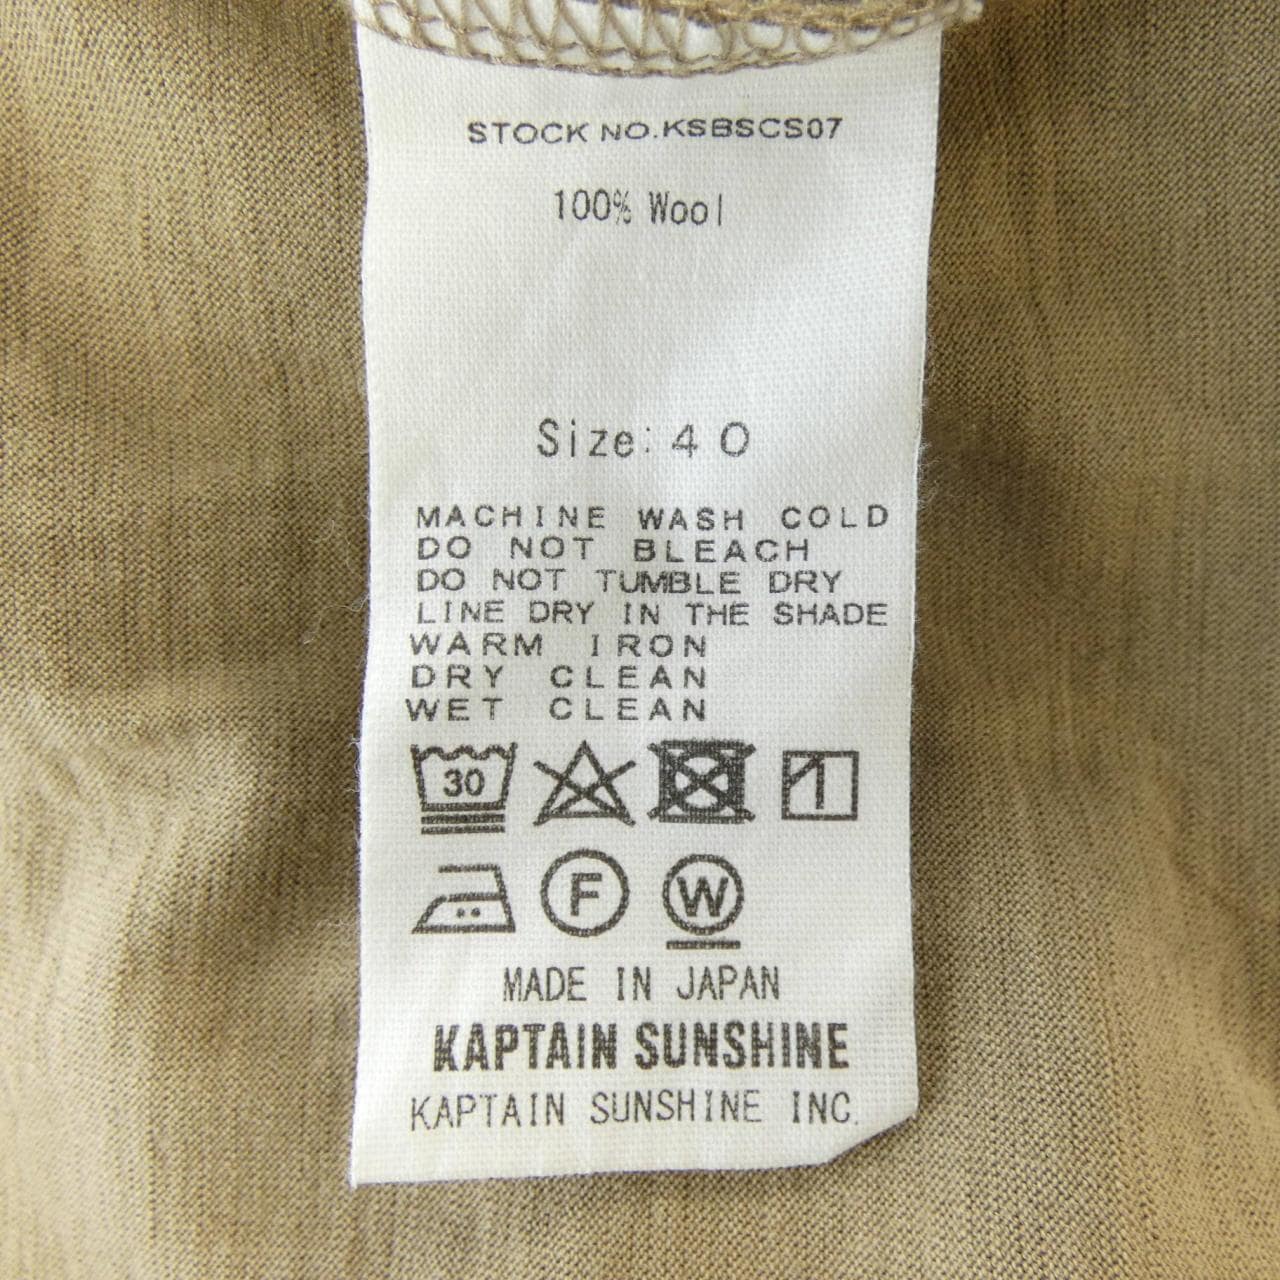 STOCK NO.KSBSCS07
100% Wool
Size: 40
MACHINE WASH COLD
DO NOT BLEACH
DO NOT TUMBLE DRY
LINE DRY IN THE SHADE
WARM IRON
DRY CLEAN
WET CLEAN
30
F W
MADE IN JAPAN
KAPTAIN SUNSHINE
KAPTAIN SUNSHINE INC.